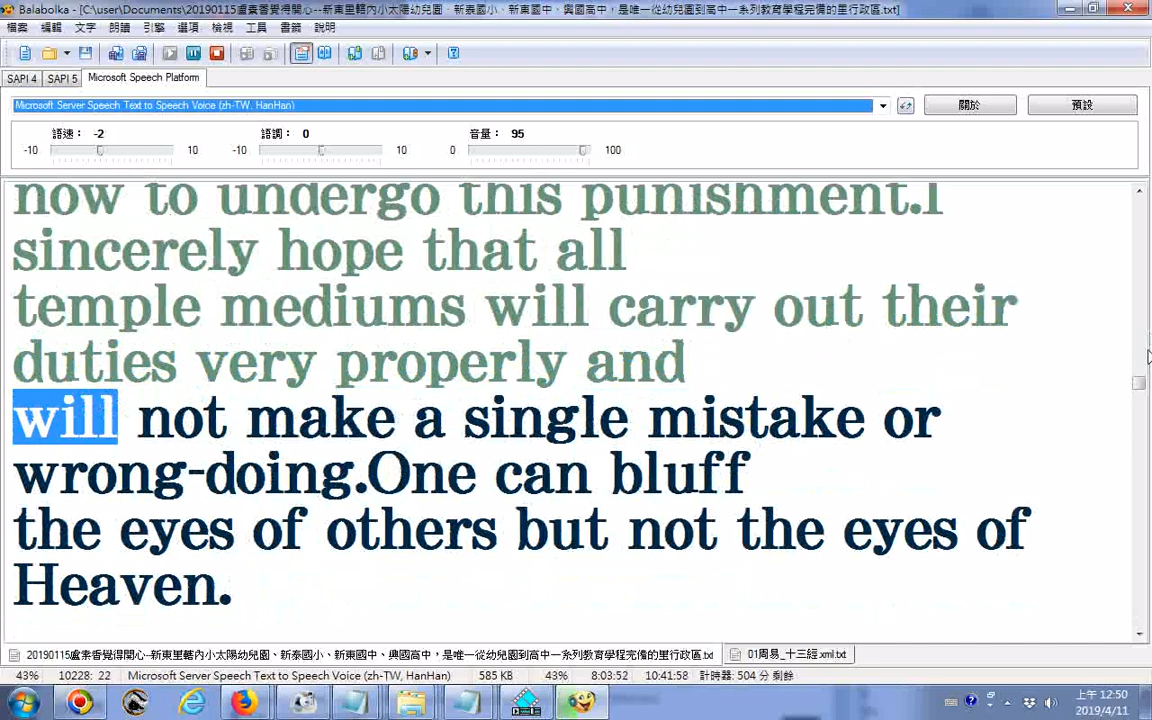 Balabolka - [C:\user\Documents\20190115盧素香覺得開心--新東里轄內小太陽幼兒園、新泰國小、新東國中、興國高中，是唯一從幼兒園到高中一系列教育學程完備的里行政區.txt]
檔案 編輯 文字 朗讀 引擎 選項 檢視 工具 書籤 說明
SAPI 4 SAPI 5 Microsoft Speech Platform
Microsoft Server Speech Text to Speech Voice (zh-TW, HanHan) 關於 預設
語速： -2 語調： 0 音量： 95
-10 10 -10 10 0 100
now to undergo this punishment.I
sincerely hope that all
temple mediums will carry out their
duties very properly and
will not make a single mistake or
wrong-doing.One can bluff
the eyes of others but not the eyes of
Heaven.
20190115盧素香覺得開心--新東里轄內小太陽幼兒園、新泰國小、新東國中、興國高中，是唯一從幼兒園到高中一系列教育學程完備的里行政區.txt 01周易_十三經.xml.txt
43% 10228: 22 Microsoft Server Speech Text to Speech Voice (zh-TW, HanHan) 585 KB 43% 8:03:52 10:41:58 計時器: 504 分 剩餘
上午 12:50
2019/4/11